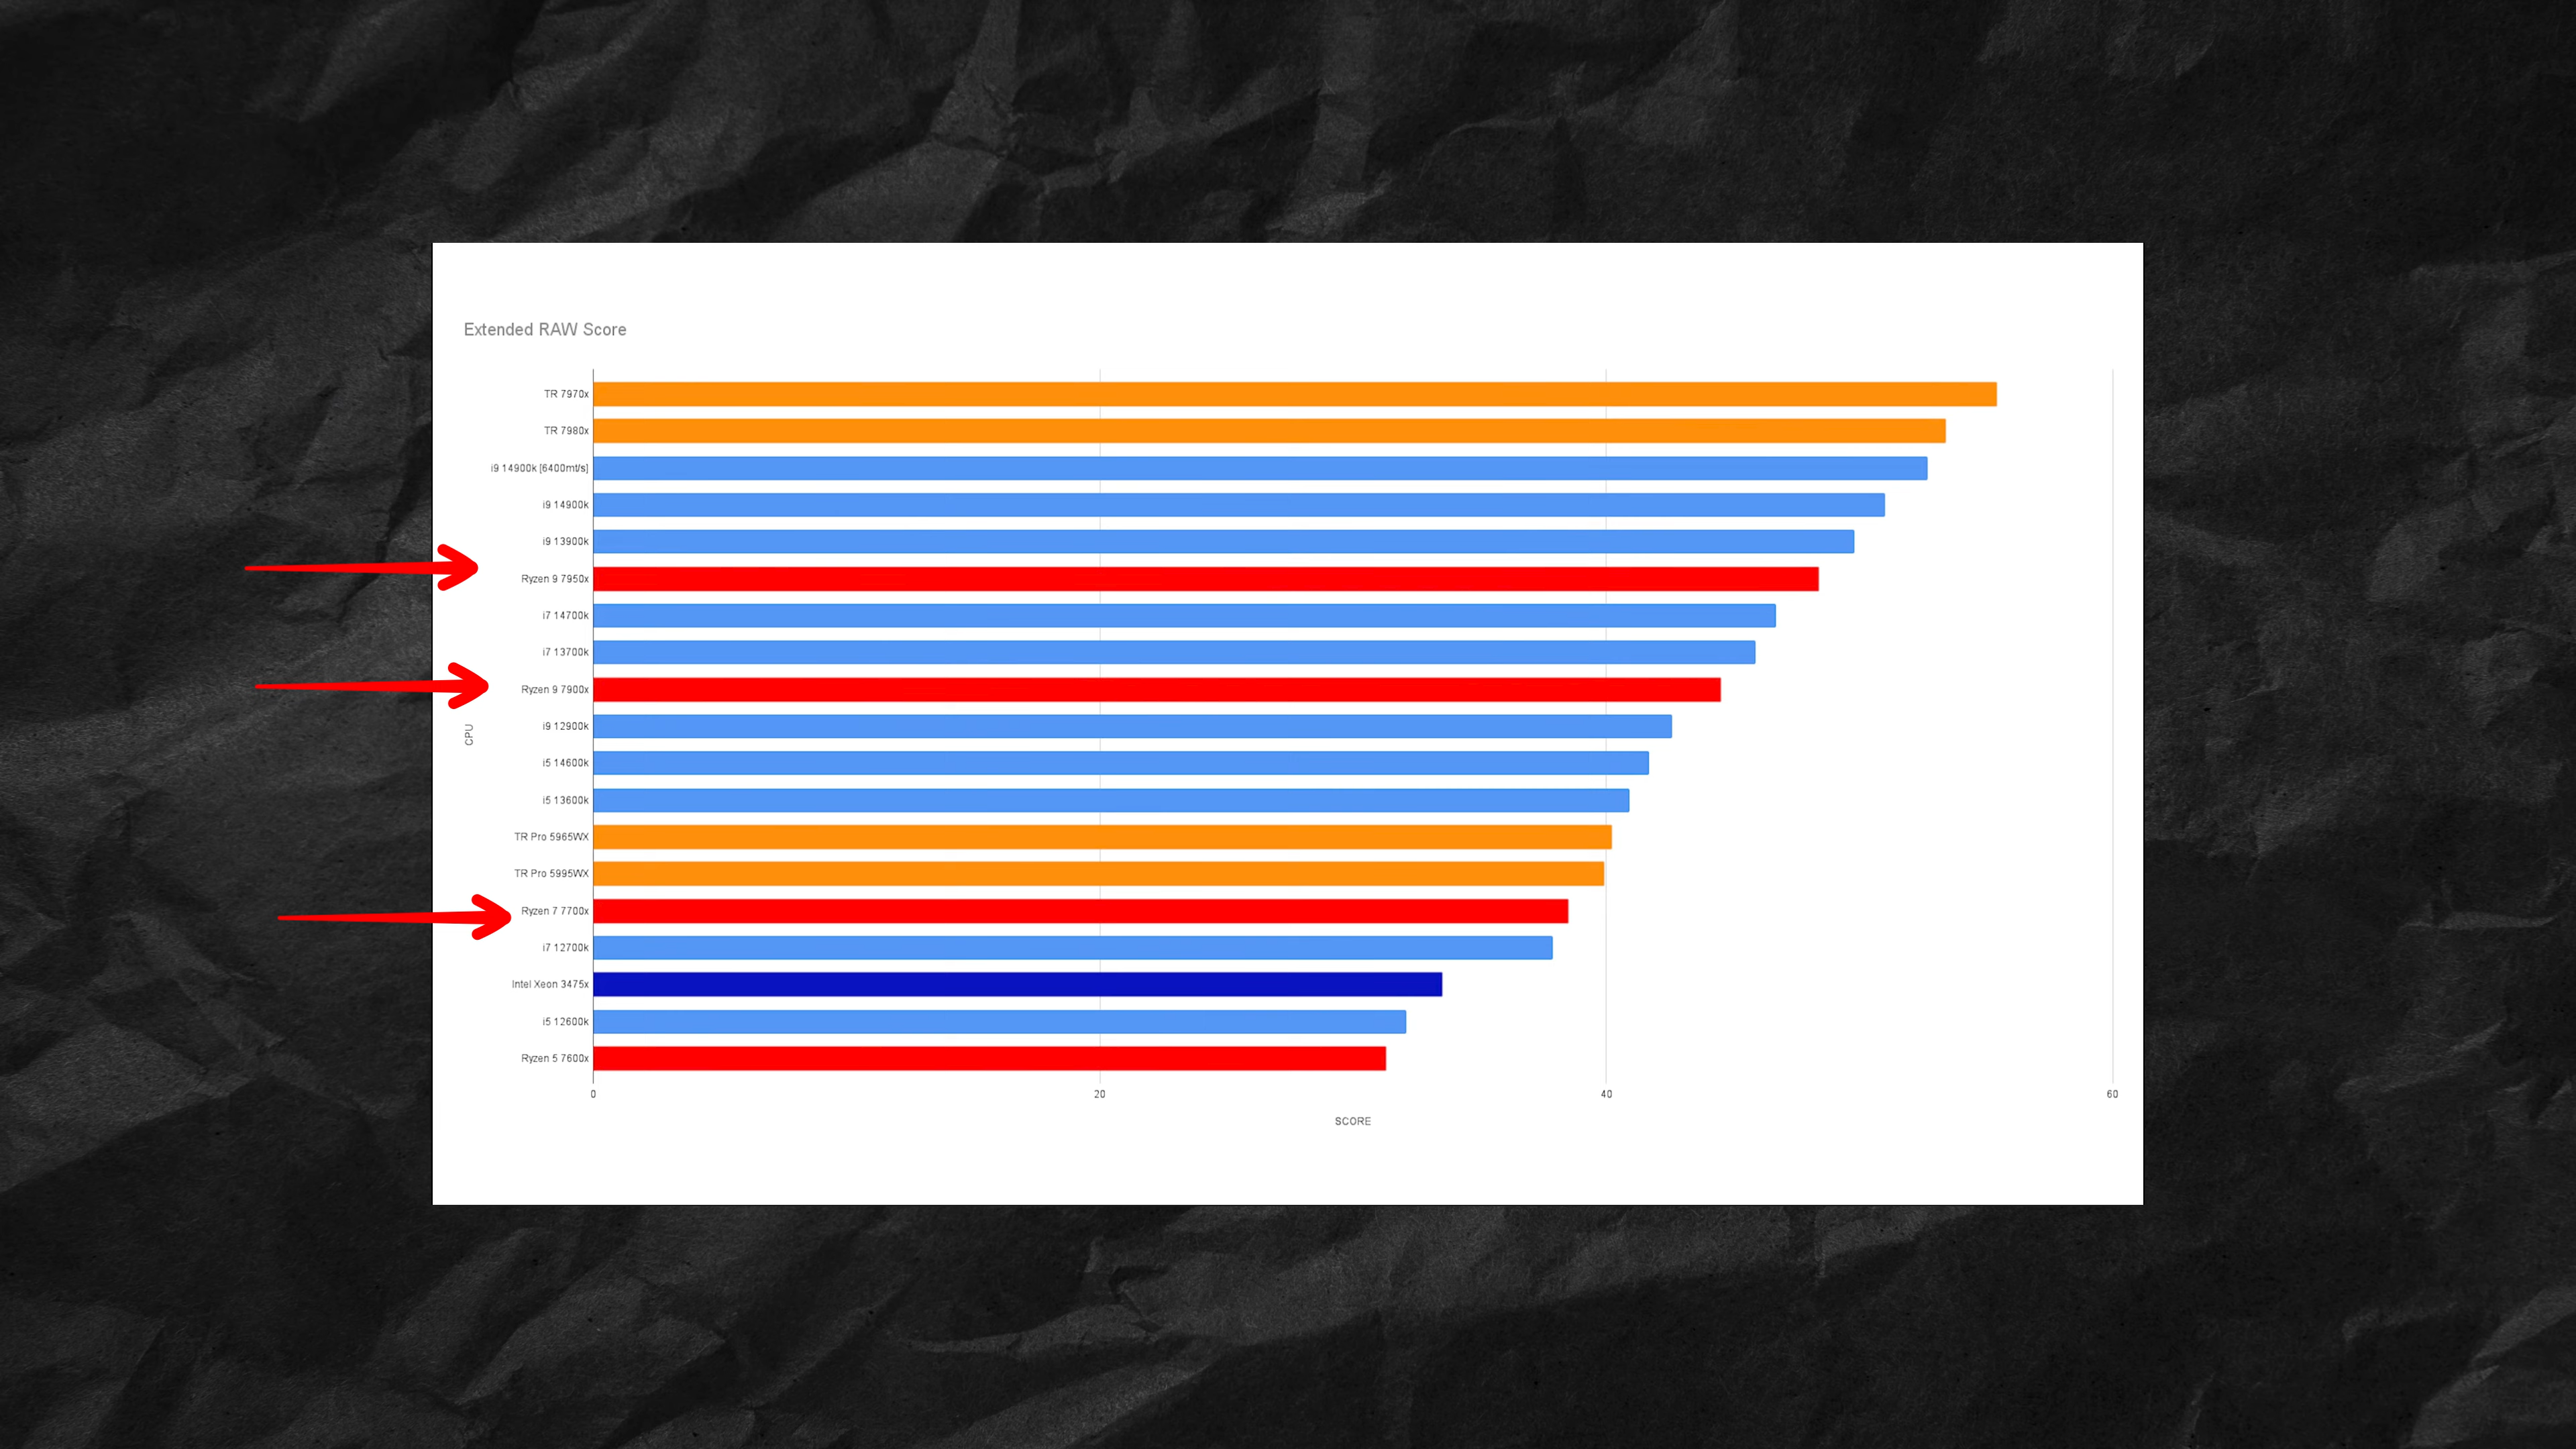 Extended RAW Score
TR 7970x
TR 7980x
i9 14900k [6400mt/s]
i9 14900k
i9 13900k
Ryzen 9 7950x
i7 14700k
i7 13700k
Ryzen 9 7900x
i9 12900k
i5 14600k
i5 13600k
TR Pro 5965WX
TR Pro 5995WX
Ryzen 7 7700x
i7 12700k
Intel Xeon 3475x
i5 12600k
Ryzen 5 7600x
CPU
0 20 40 60
SCORE